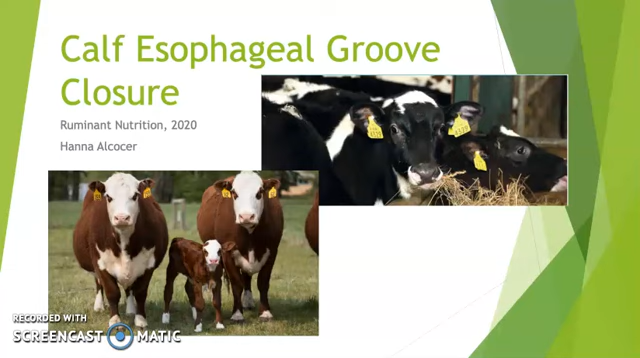 Calf Esophageal Groove
Closure
Ruminant Nutrition, 2020
Hanna Alcocer
RECORDED WITH
SCREENCAST MATIC